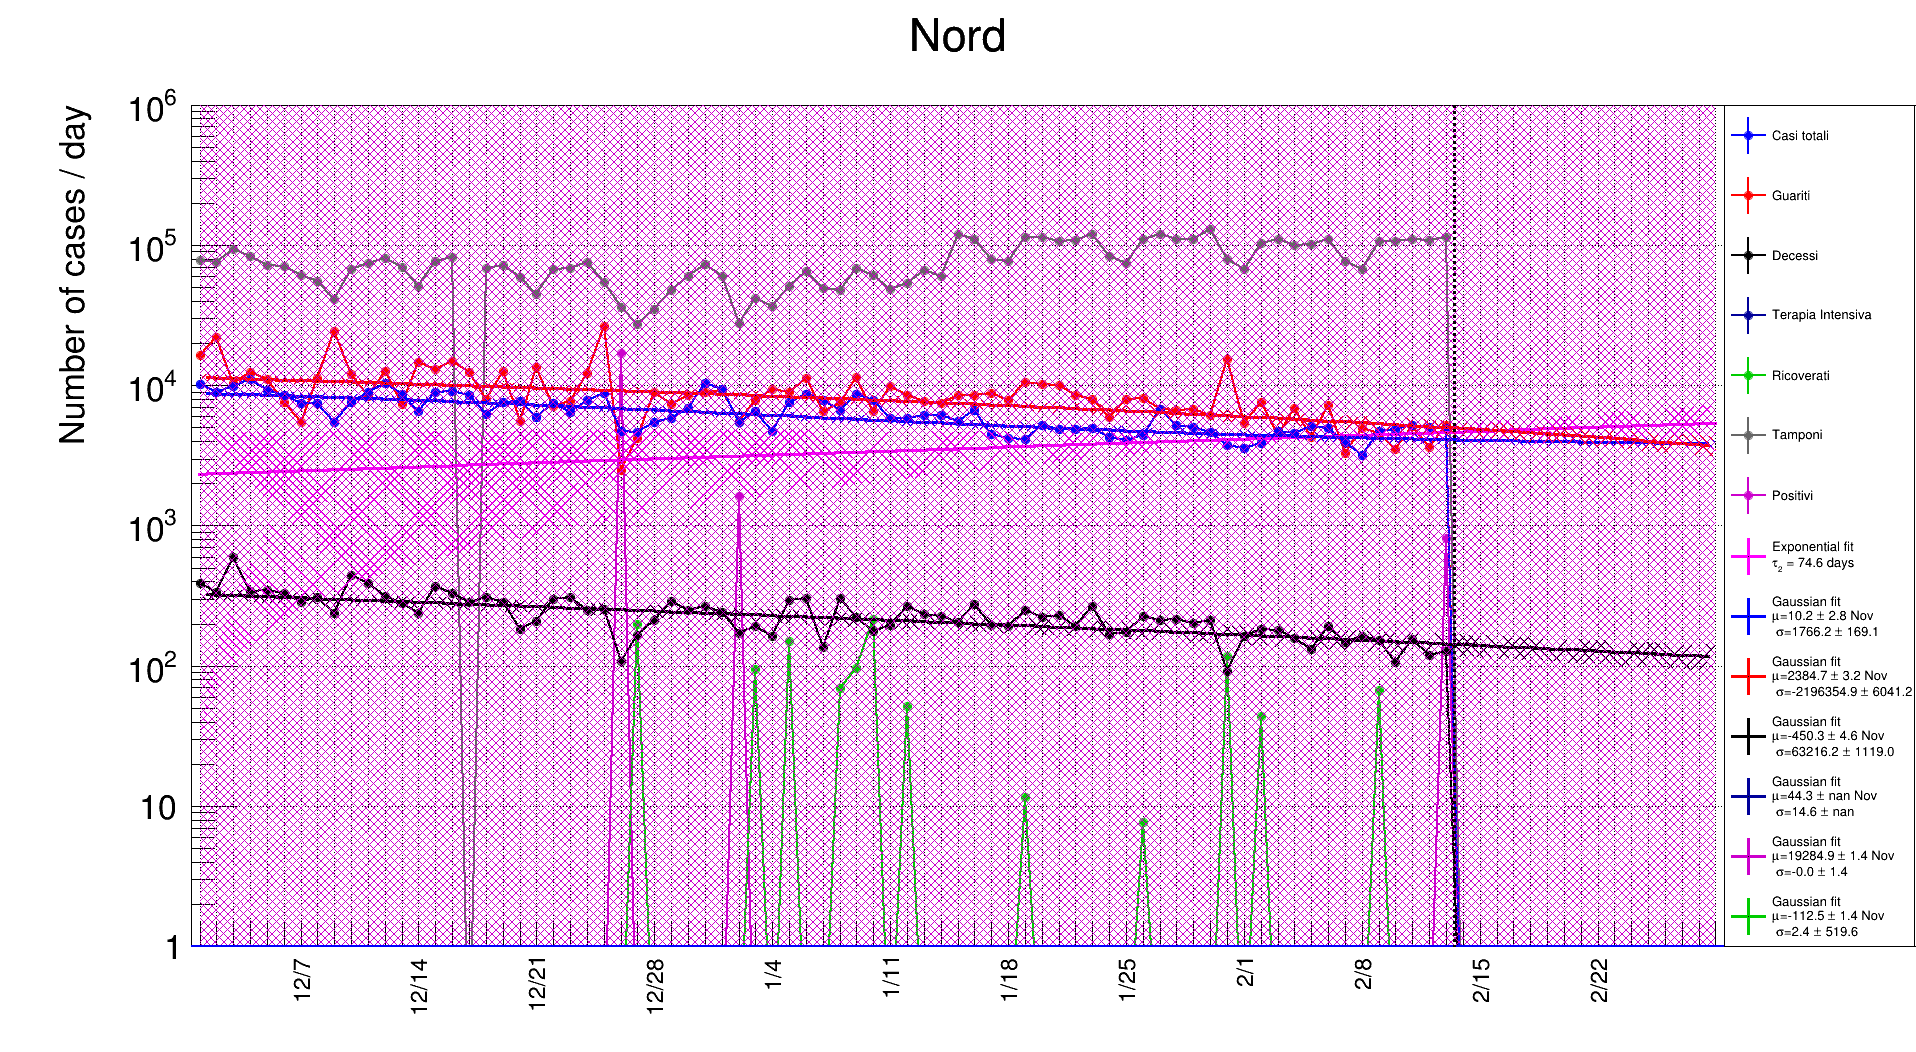 Nord
Number of cases / day
10^6
10^5
10^4
10^3
10^2
10
1
12/7
12/14
12/21
12/28
1/4
1/11
1/18
1/25
2/1
2/8
2/15
2/22
Casi totali
Guariti
Decessi
Terapia Intensiva
Ricoverati
Tamponi
Positivi
Exponential fit
τ₂ = 74.6 days
Gaussian fit
μ=10.2 ± 2.8 Nov
σ=1766.2 ± 169.1
Gaussian fit
μ=2384.7 ± 3.2 Nov
σ=-2196354.9 ± 6041.2
Gaussian fit
μ=-450.3 ± 4.6 Nov
σ=63216.2 ± 1119.0
Gaussian fit
μ=44.3 ± nan Nov
σ=14.6 ± nan
Gaussian fit
μ=19284.9 ± 1.4 Nov
σ=-0.0 ± 1.4
Gaussian fit
μ=-112.5 ± 1.4 Nov
σ=2.4 ± 519.6